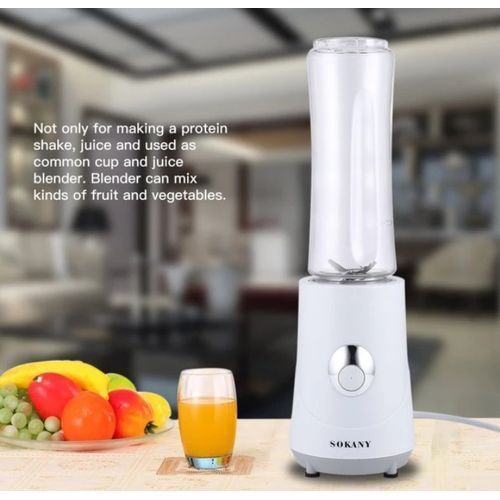 Not only for making a protein
shake, juice and used as
common cup and juice
blender. Blender can mix
kinds of fruit and vegetables.
SOKANY